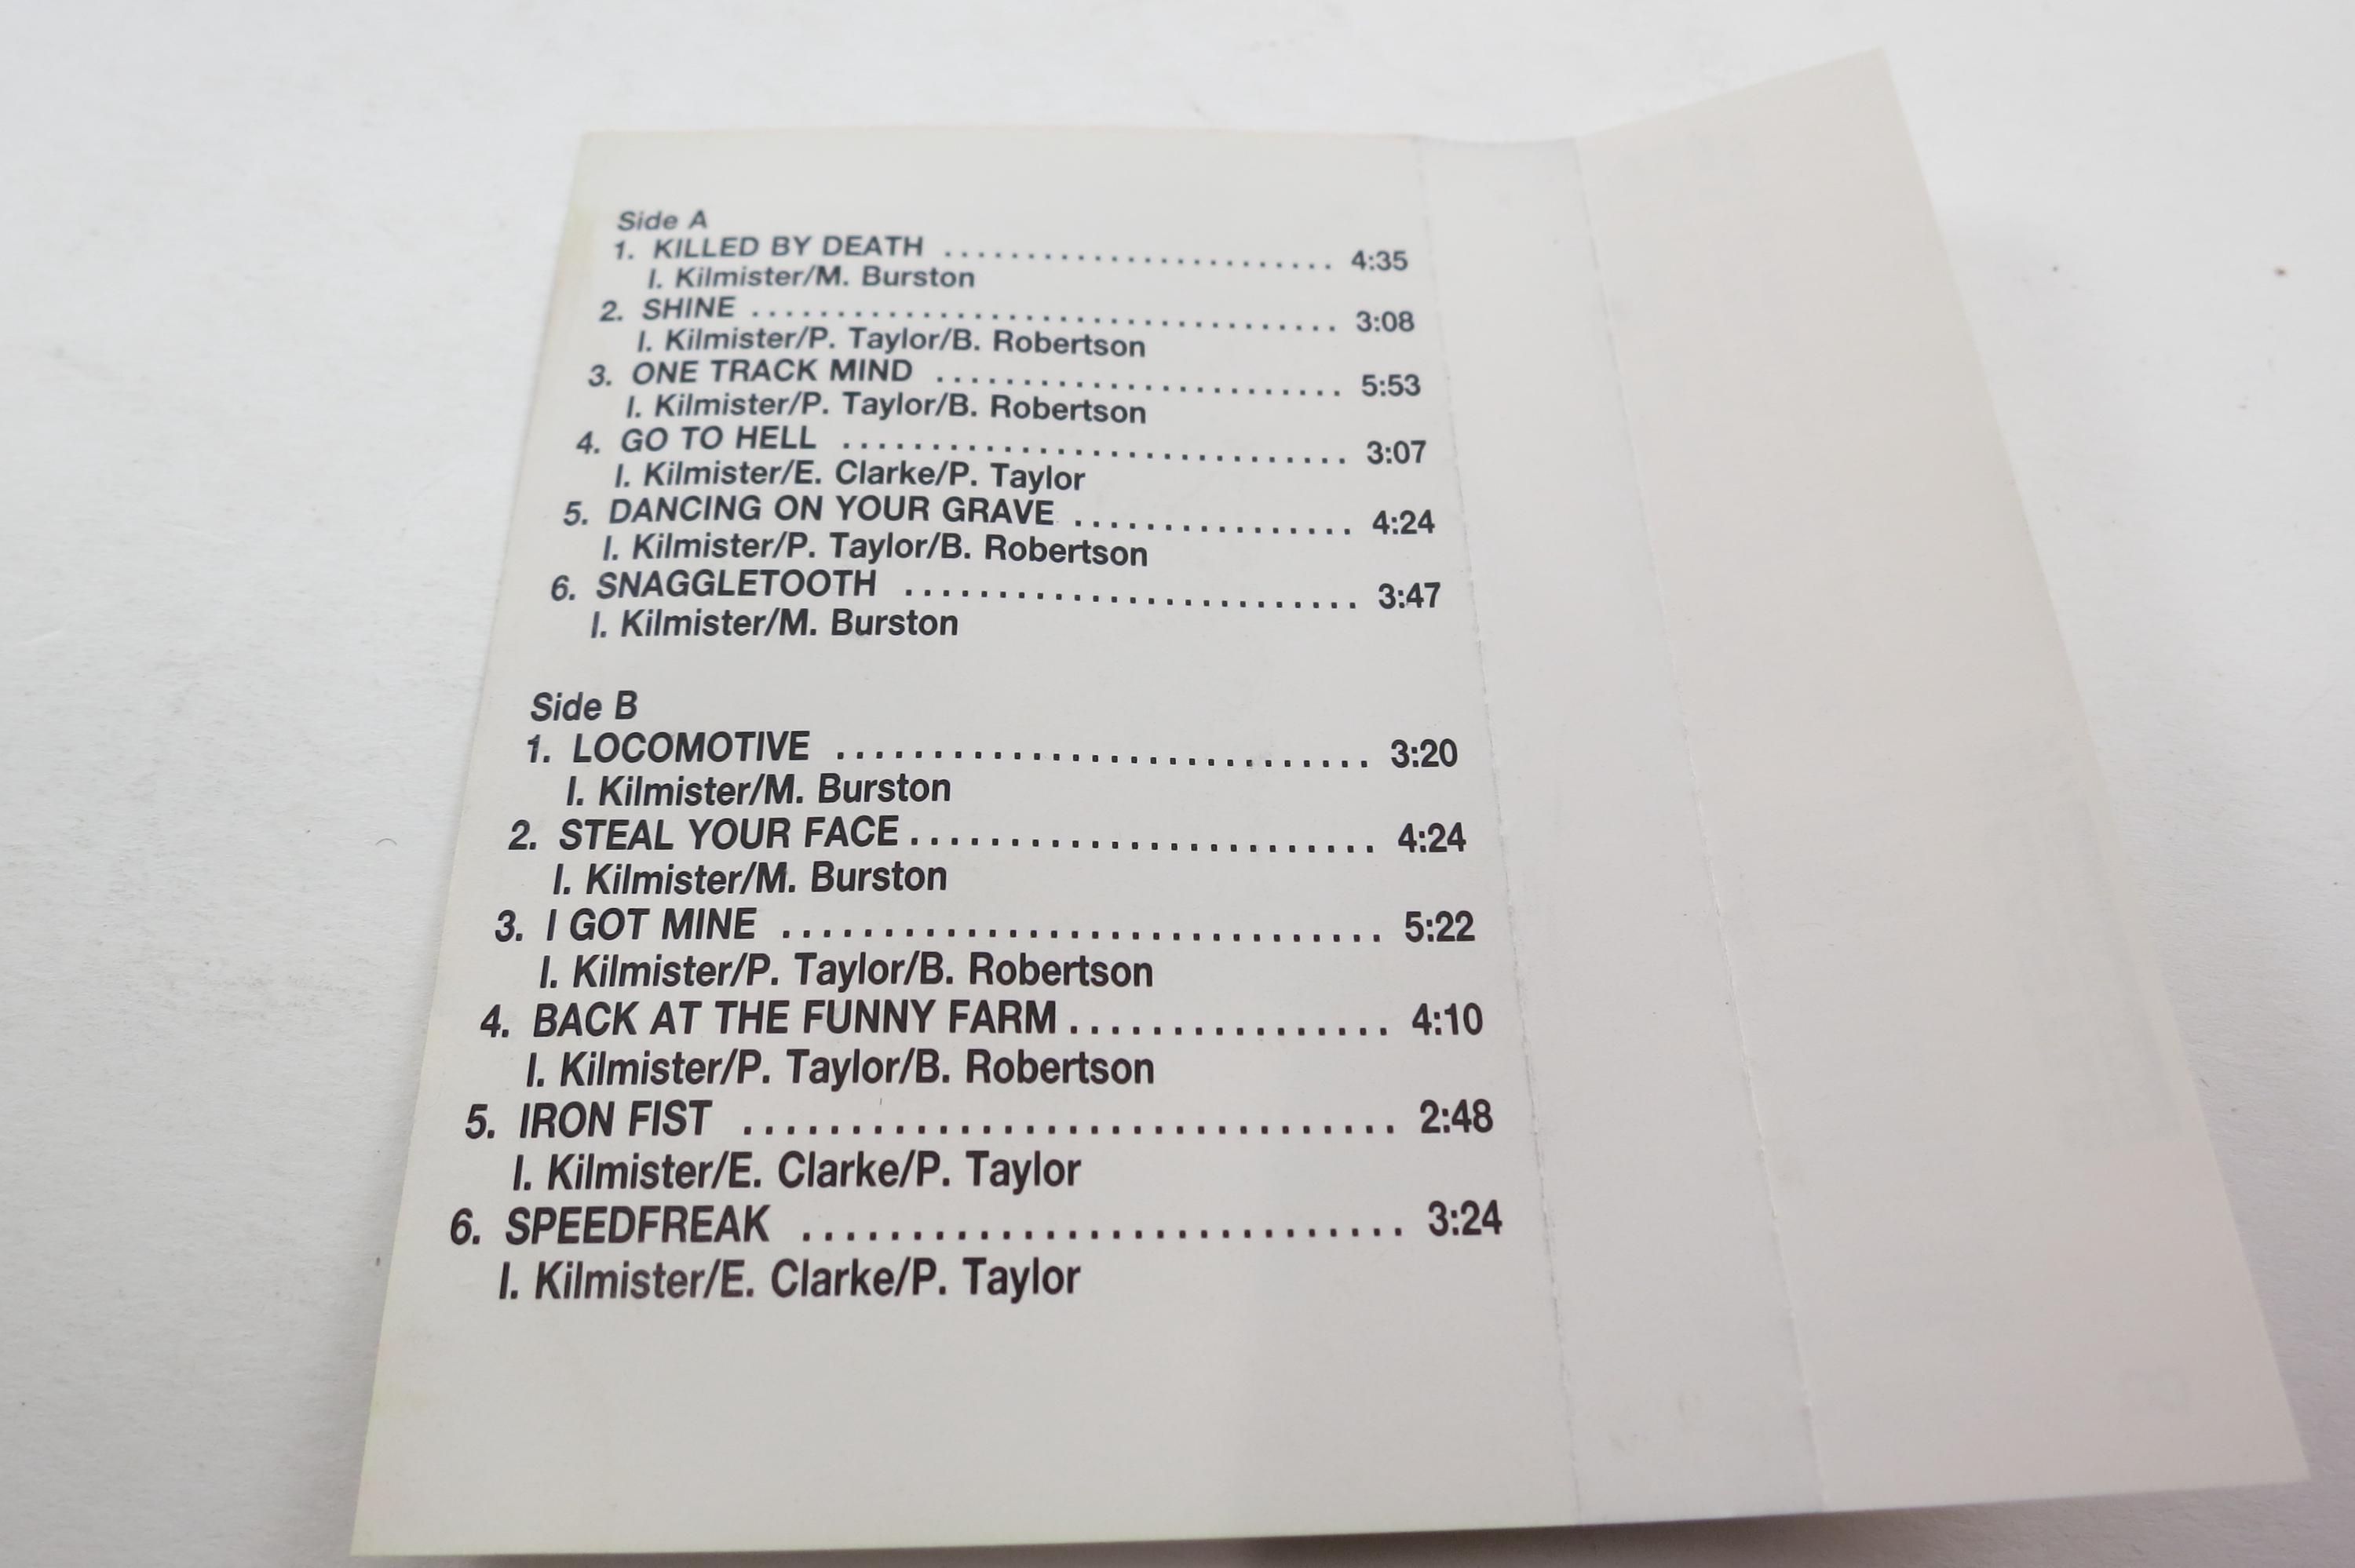 Side A
1. KILLED BY DEATH ........................ 4:35
I. Kilmister/M. Burston
2. SHINE ................................... 3:08
I. Kilmister/P. Taylor/B. Robertson
3. ONE TRACK MIND ........................ 5:53
I. Kilmister/P. Taylor/B. Robertson
4. GO TO HELL ............................. 3:07
I. Kilmister/E. Clarke/P. Taylor
5. DANCING ON YOUR GRAVE ................ 4:24
I. Kilmister/P. Taylor/B. Robertson
6. SNAGGLETOOTH ......................... 3:47
I. Kilmister/M. Burston
Side B
1. LOCOMOTIVE ............................ 3:20
I. Kilmister/M. Burston
2. STEAL YOUR FACE ........................ 4:24
I. Kilmister/M. Burston
3. I GOT MINE ............................... 5:22
I. Kilmister/P. Taylor/B. Robertson
4. BACK AT THE FUNNY FARM ................ 4:10
I. Kilmister/P. Taylor/B. Robertson
5. IRON FIST ............................... 2:48
I. Kilmister/E. Clarke/P. Taylor
6. SPEEDFREAK ............................ 3:24
I. Kilmister/E. Clarke/P. Taylor